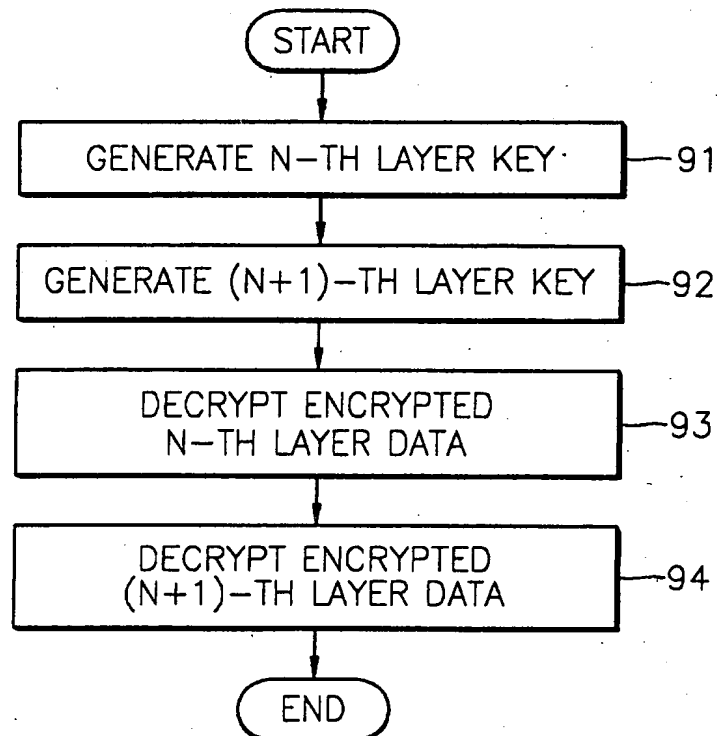 START
GENERATE N-TH LAYER KEY
91
GENERATE (N+1)-TH LAYER KEY
92
DECRYPT ENCRYPTED
N-TH LAYER DATA
93
DECRYPT ENCRYPTED
(N+1)-TH LAYER DATA
94
END